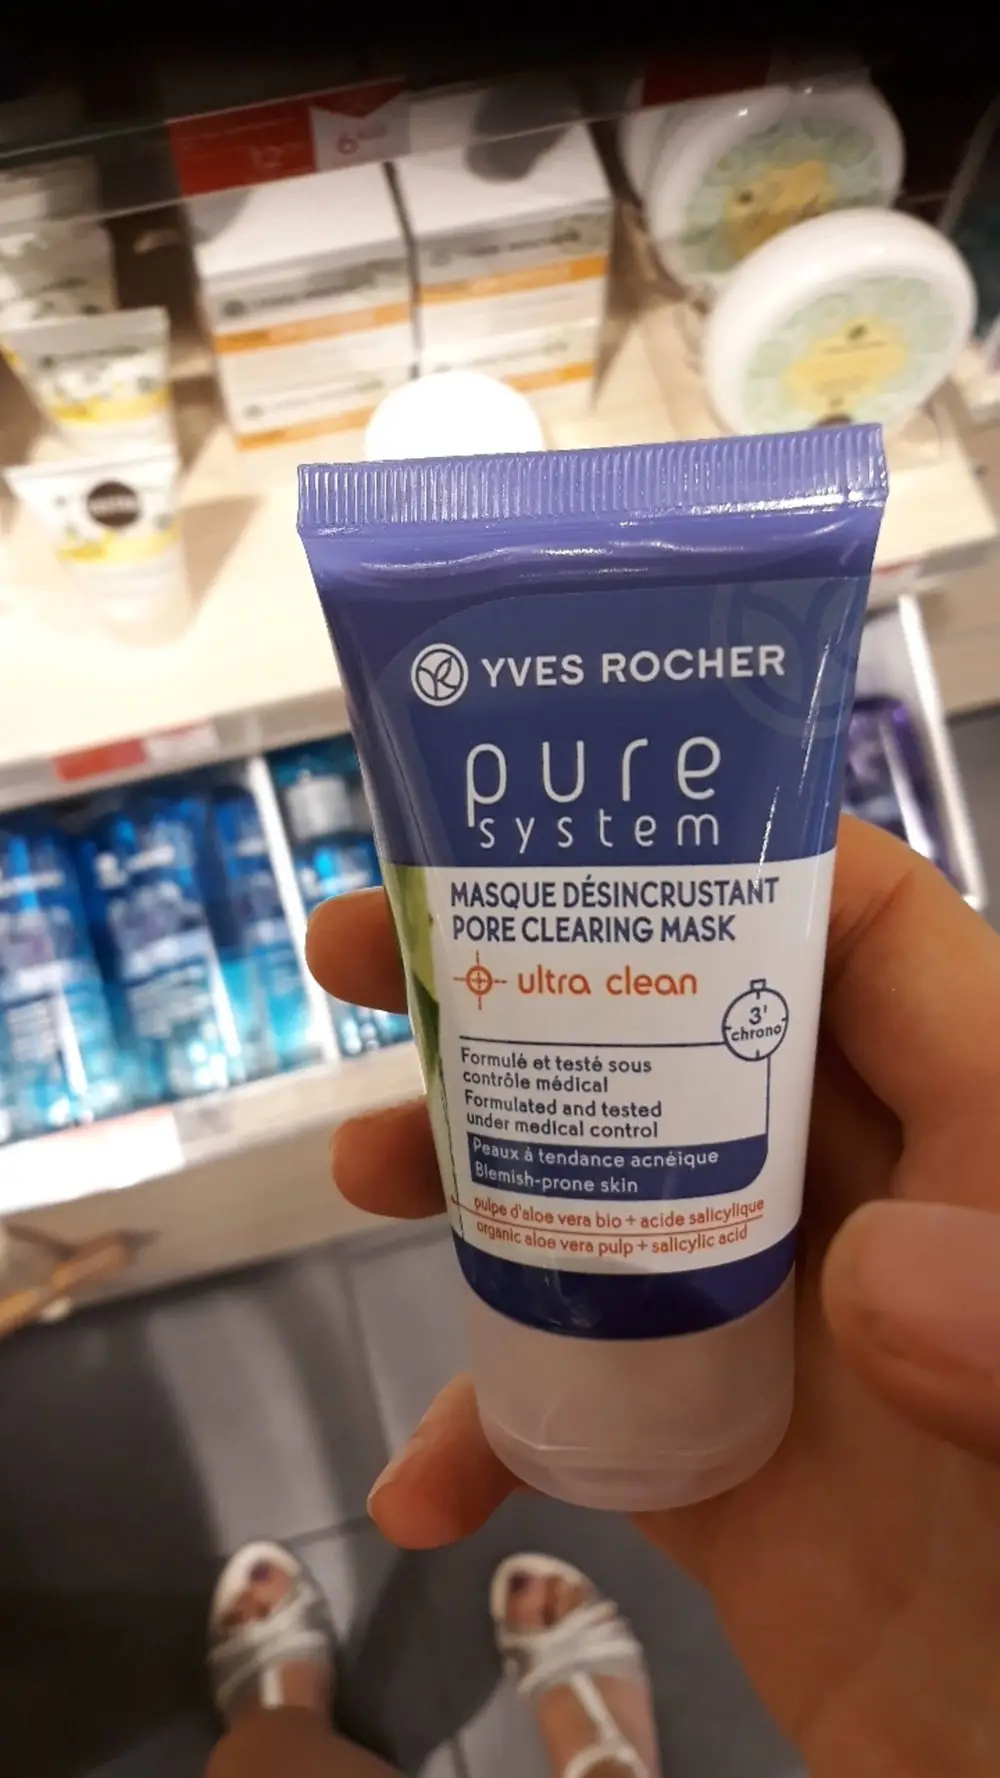 6
YVES ROCHER
pure
system
MASQUE DÉSINCRUSTANT
PORE CLEARING MASK
ultra clean
3'
chrono
Formulé et testé sous
contrôle médical
Formulated and tested
under medical control
Peaux à tendance acnéique
Blemish-prone skin
pulpe d'aloe vera bio + acide salicylique
organic aloe vera pulp + salicylic acid